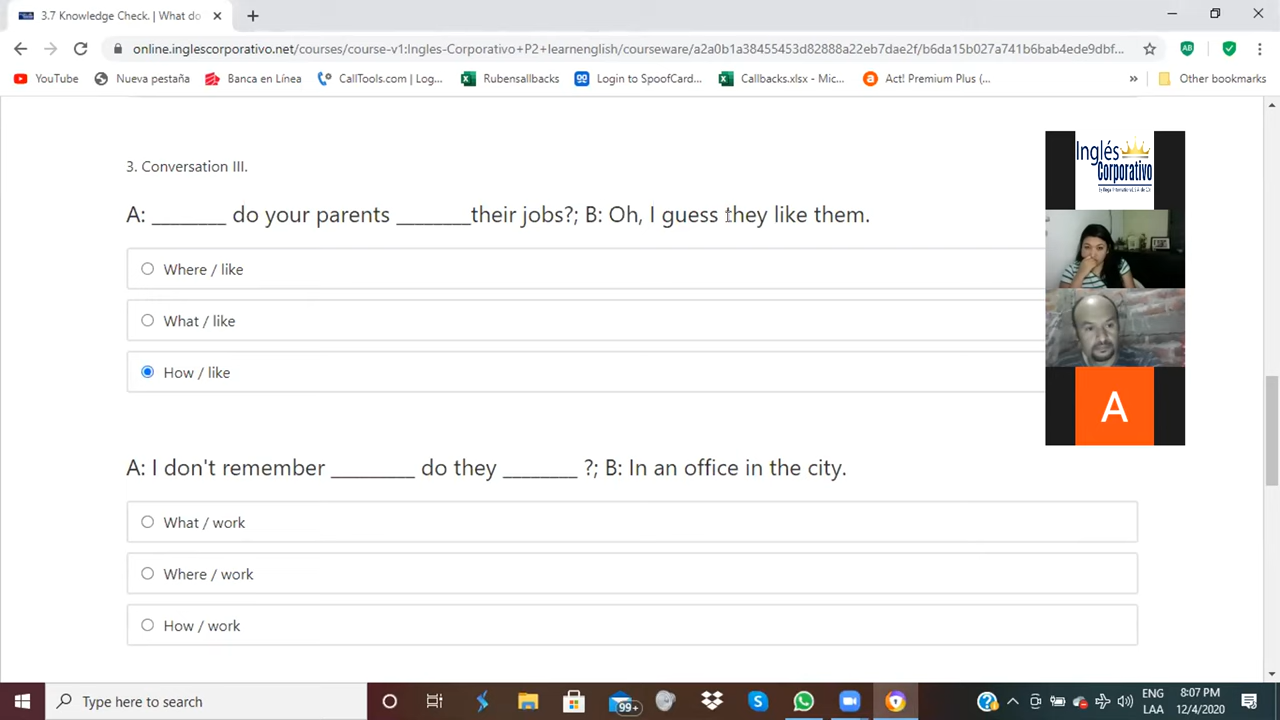 3.7 Knowledge Check. | What do
online.inglescorporativo.net/courses/course-v1:Ingles-Corporativo+P2+learnenglish/courseware/a2a0b1a38455453d82888a22eb7dae2f/b6da15b027a741b6bab4ede9dbf...
AB
YouTube
Nueva pestaña
Banca en Línea
CallTools.com | Log...
Rubensallbacks
Login to SpoofCard...
Callbacks.xlsx - Mic...
Act! Premium Plus (...
»
Other bookmarks
3. Conversation III.
A: ________ do your parents ________their jobs?; B: Oh, I guess they like them.
Where / like
What / like
How / like
A: I don't remember _________ do they ________ ?; B: In an office in the city.
What / work
Where / work
How / work
Inglés
Corporativo
A
Type here to search
99+
ENG
LAA
8:07 PM
12/4/2020